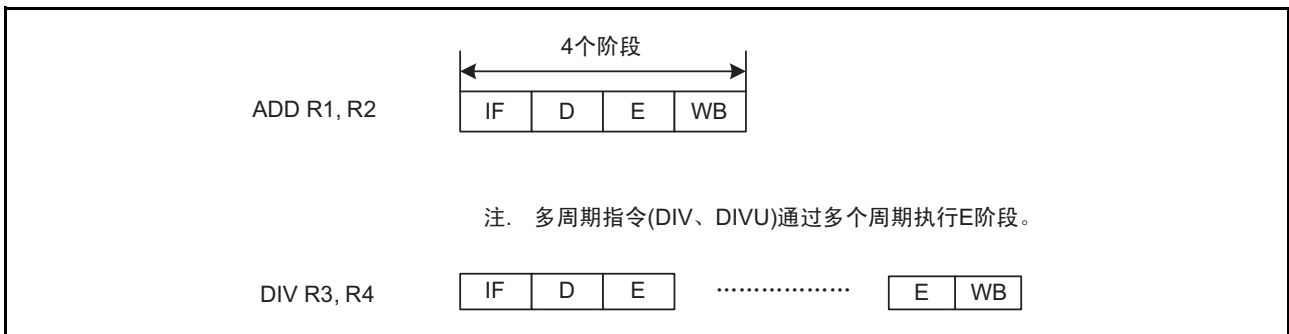 4个阶段
ADD R1, R2 IF D E WB
注. 多周期指令(DIV、DIVU)通过多个周期执行E阶段。
DIV R3, R4 IF D E ……………… E WB